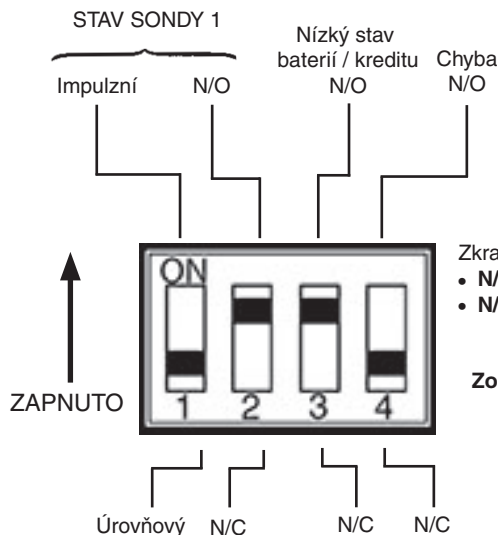 STAV SONDY 1
Nízký stav
baterií / kreditu
N/O
Chyba
N/O
Impulzní
N/O
ON
Zkra
• N/
• N/
Zo
ZAPNUTO
1 2 3 4
Úrovňový
N/C
N/C
N/C